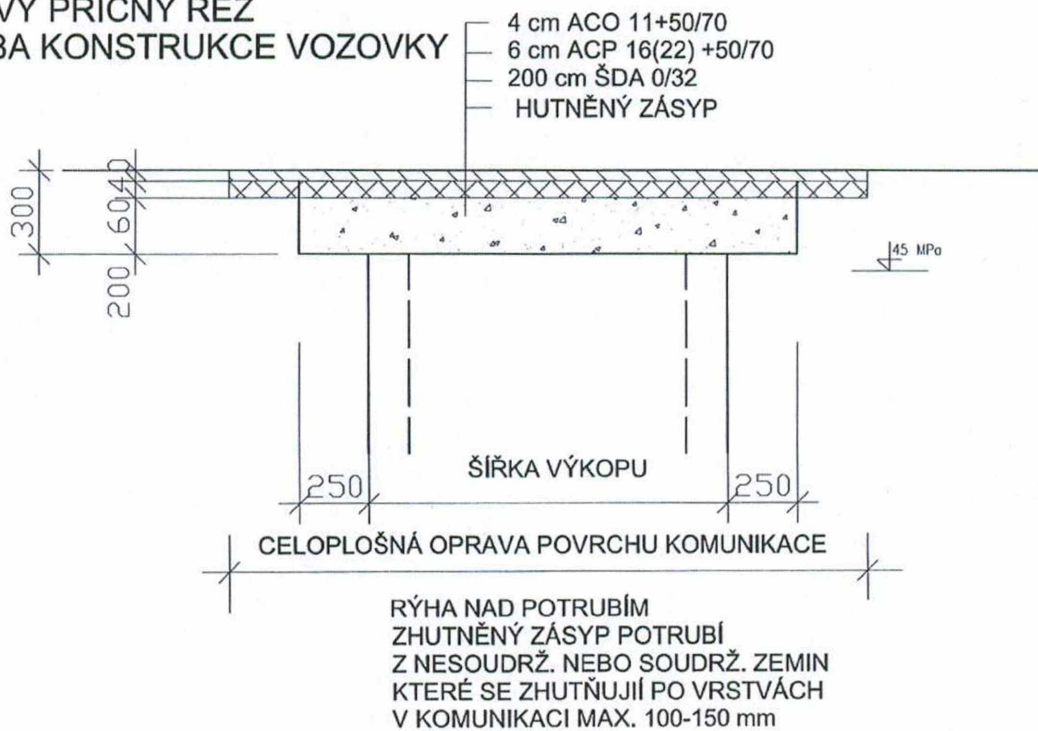 VÝ PŘÍČNÝ ŘEZ
BA KONSTRUKCE VOZOVKY
4 cm ACO 11+50/70
6 cm ACP 16(22) +50/70
200 cm ŠDA 0/32
HUTNĚNÝ ZÁSYP
300
40
60
200
45 MPa
ŠÍŘKA VÝKOPU
250
250
CELOPLOŠNÁ OPRAVA POVRCHU KOMUNIKACE
RÝHA NAD POTRUBÍM
ZHUTNĚNÝ ZÁSYP POTRUBÍ
Z NESOUDRŽ. NEBO SOUDRŽ. ZEMIN
KTERÉ SE ZHUTŇUJÍÍ PO VRSTVÁCH
V KOMUNIKACI MAX. 100-150 mm